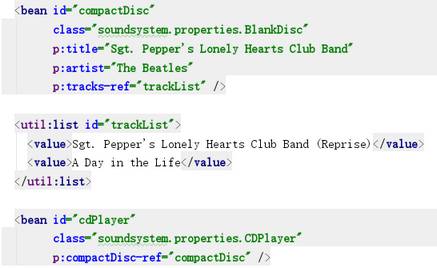 <bean id="compactDisc"
class="soundsystem.properties.BlankDisc"
p:title="Sgt. Pepper's Lonely Hearts Club Band"
p:artist="The Beatles"
p:tracks-ref="trackList" />
<util:list id="trackList">
<value>Sgt. Pepper's Lonely Hearts Club Band (Reprise)</value>
<value>A Day in the Life</value>
</util:list>
<bean id="cdPlayer"
class="soundsystem.properties.CDPlayer"
p:compactDisc-ref="compactDisc" />